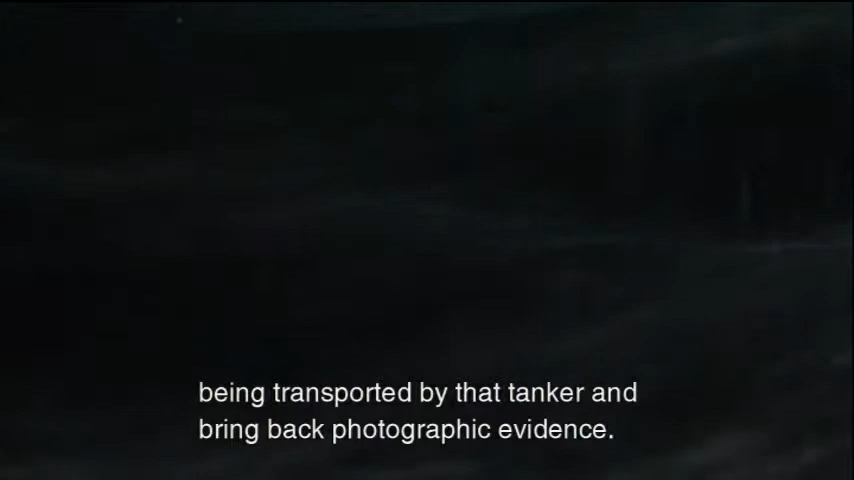 being transported by that tanker and
bring back photographic evidence.